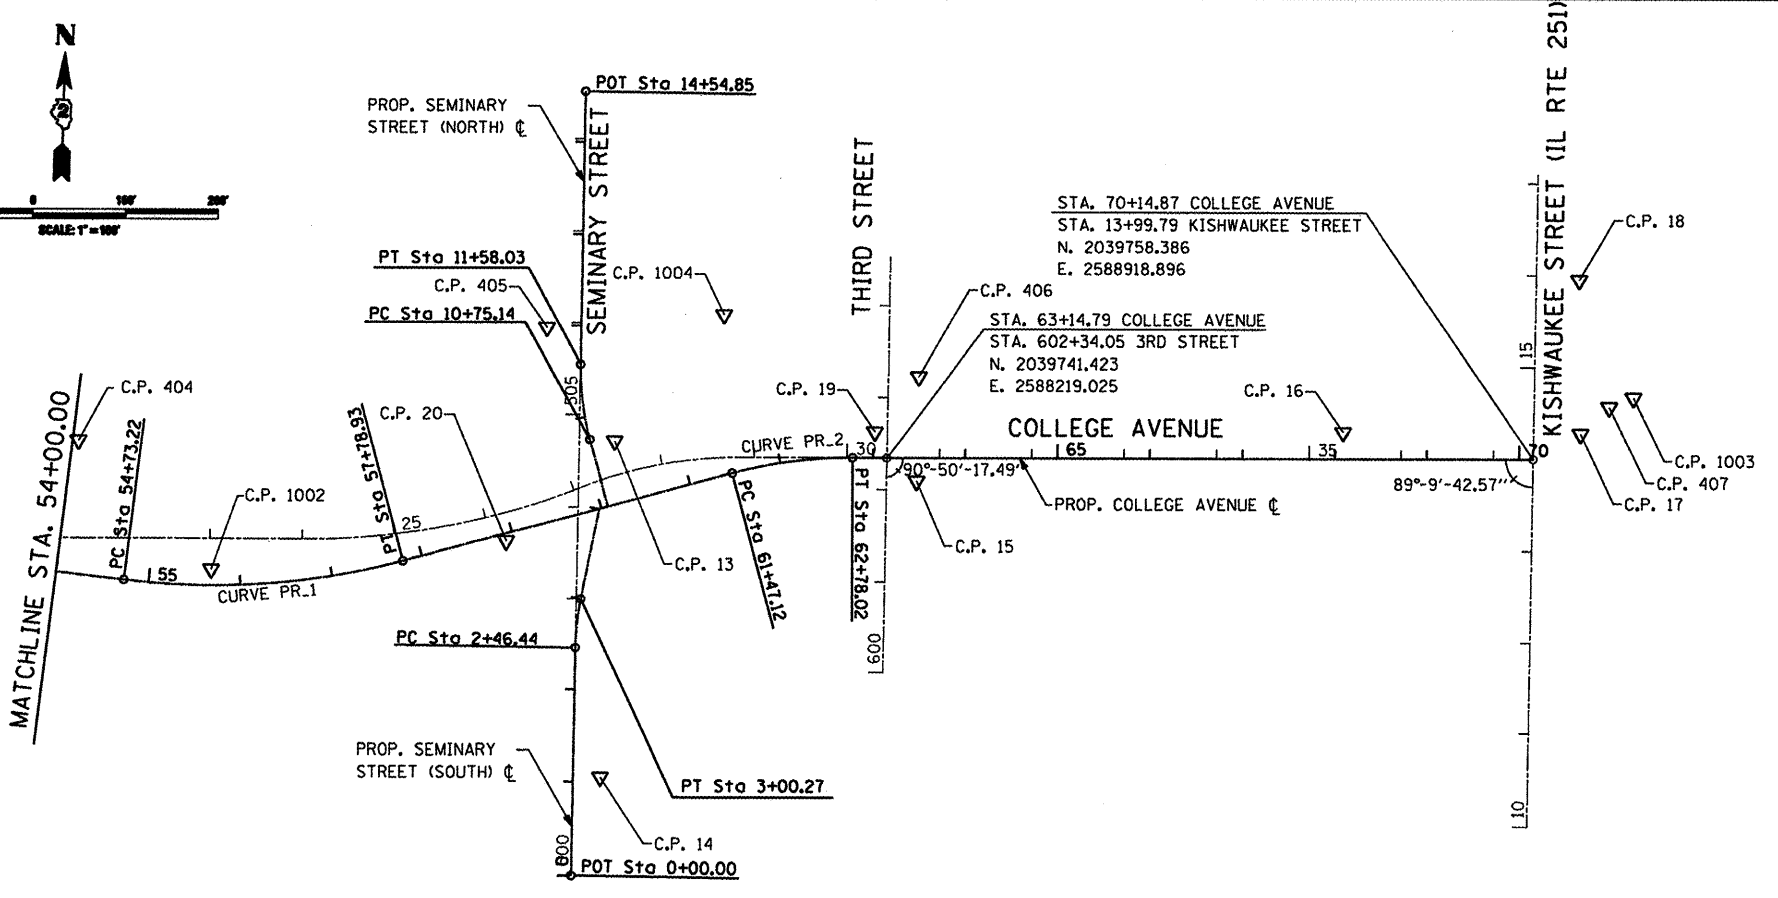 N
2
0
100'
200'
SCALE: 1" = 100'
POT Sta 14+54.85
PROP. SEMINARY
STREET (NORTH) ℄
SEMINARY STREET
PT Sta 11+58.03
C.P. 405
PC Sta 10+75.14
C.P. 1004
505
THIRD STREET
STA. 70+14.87 COLLEGE AVENUE
STA. 13+99.79 KISHWAUKEE STREET
N. 2039758.386
E. 2588918.896
C.P. 406
STA. 63+14.79 COLLEGE AVENUE
STA. 602+34.05 3RD STREET
N. 2039741.423
E. 2588219.025
KISHWAUKEE STREET (IL RTE 251)
C.P. 18
15
C.P. 404
MATCHLINE STA. 54+00.00
PC Sta 54+73.22
PT Sta 57+78.93
C.P. 20
C.P. 19
C.P. 16
COLLEGE AVENUE
CURVE PR_2
30
65
35
0
90°-50'-17.49"
89°-9'-42.57"
C.P. 1003
C.P. 407
C.P. 17
C.P. 1002
25
55
CURVE PR_1
C.P. 13
PC Sta 61+47.12
PT Sta 62+78.02
C.P. 15
PROP. COLLEGE AVENUE ℄
600
10
PC Sta 2+46.44
PROP. SEMINARY
STREET (SOUTH) ℄
PT Sta 3+00.27
C.P. 14
POT Sta 0+00.00